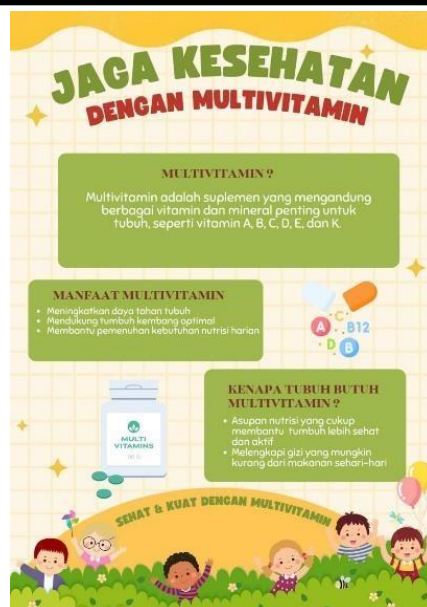 JAGA KESEHATAN
DENGAN MULTIVITAMIN
MULTIVITAMIN ?
Multivitamin adalah suplemen yang mengandung
berbagai vitamin dan mineral penting untuk
tubuh, seperti vitamin A, B, C, D, E, dan K.
MANFAAT MULTIVITAMIN
• Meningkatkan daya tahan tubuh
• Mendukung tumbuh kembang optimal
• Membantu pemenuhan kebutuhan nutrisi harian
C
A
B12
D
B
MULTI
VITAMINS
KENAPA TUBUH BUTUH
MULTIVITAMIN ?
• Asupan nutrisi yang cukup
membantu tumbuh lebih sehat
dan aktif
• Melengkapi gizi yang mungkin
kurang dari makanan sehari-hari
SEHAT & KUAT DENGAN MULTIVITAMIN